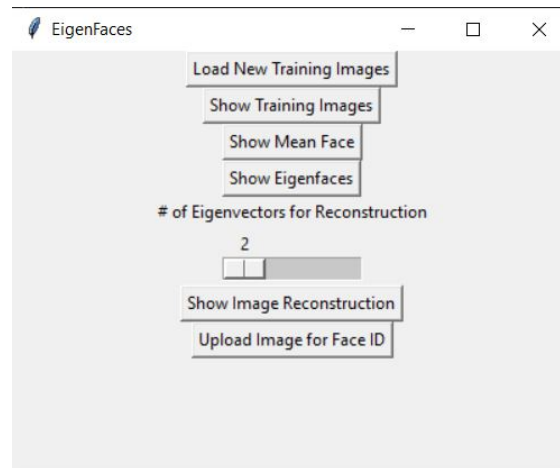 EigenFaces
Load New Training Images
Show Training Images
Show Mean Face
Show Eigenfaces
# of Eigenvectors for Reconstruction
2
Show Image Reconstruction
Upload Image for Face ID